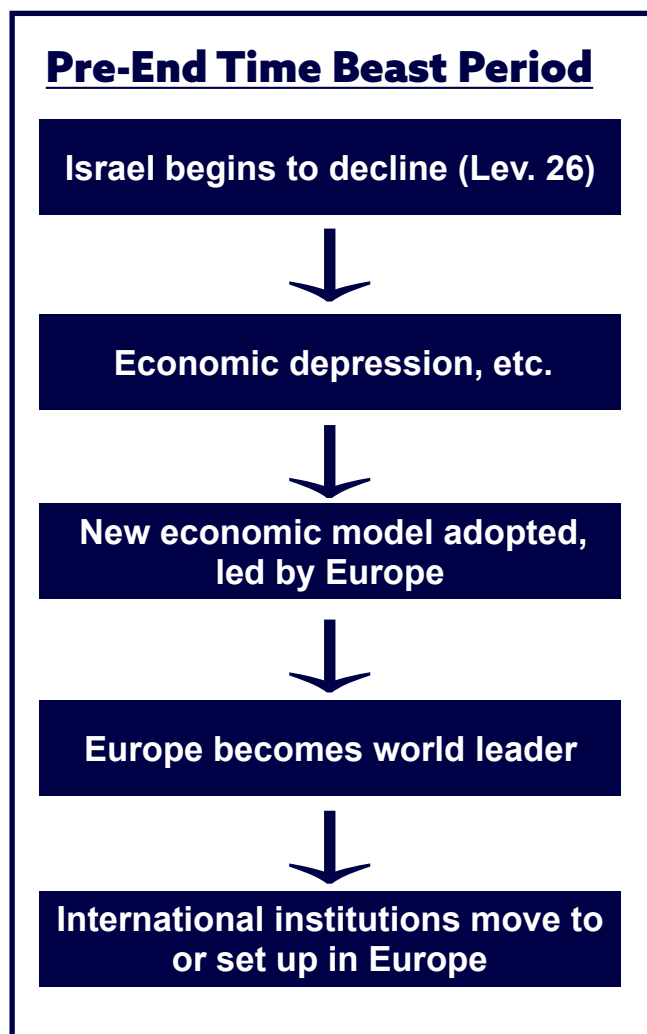 Pre-End Time Beast Period
Israel begins to decline (Lev. 26)
Economic depression, etc.
New economic model adopted,
led by Europe
Europe becomes world leader
International institutions move to
or set up in Europe